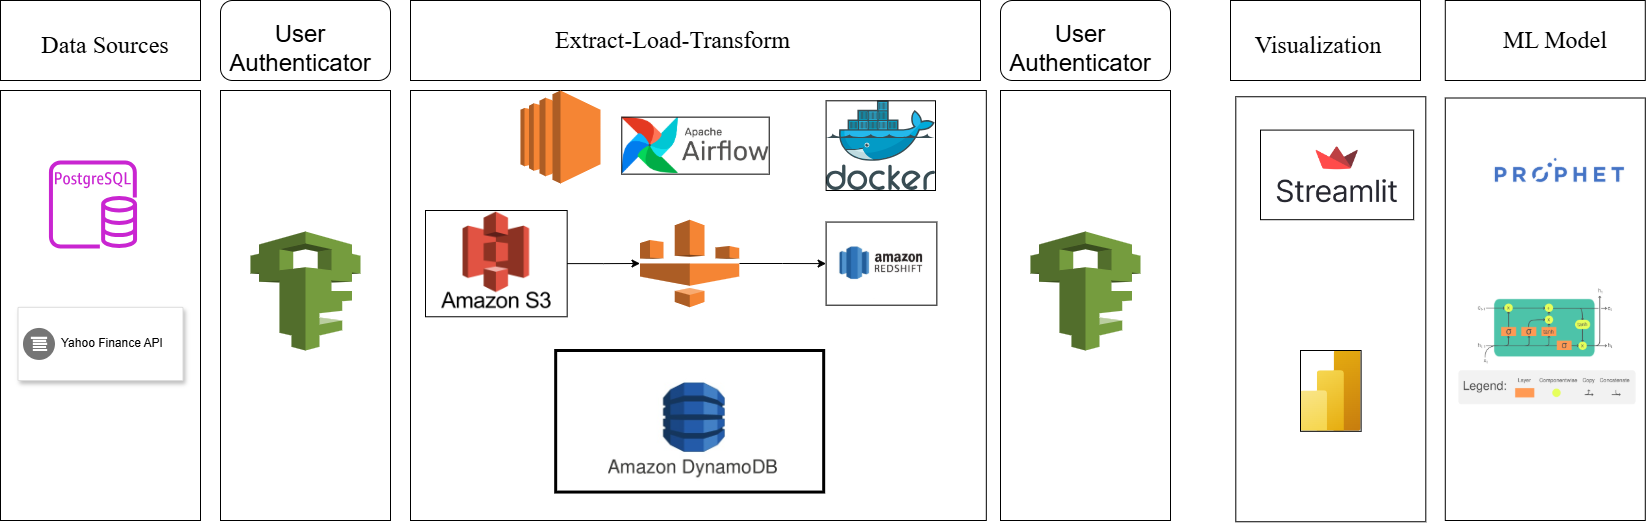 Data Sources
User
Authenticator
Extract-Load-Transform
User
Authenticator
Visualization
ML Model
PostgreSQL
Yahoo Finance API
Apache
Airflow
docker
Amazon S3
amazon
REDSHIFT
Amazon DynamoDB
Streamlit
PROPHET
Legend:
Layer
Componentwise
Copy
Concatenate